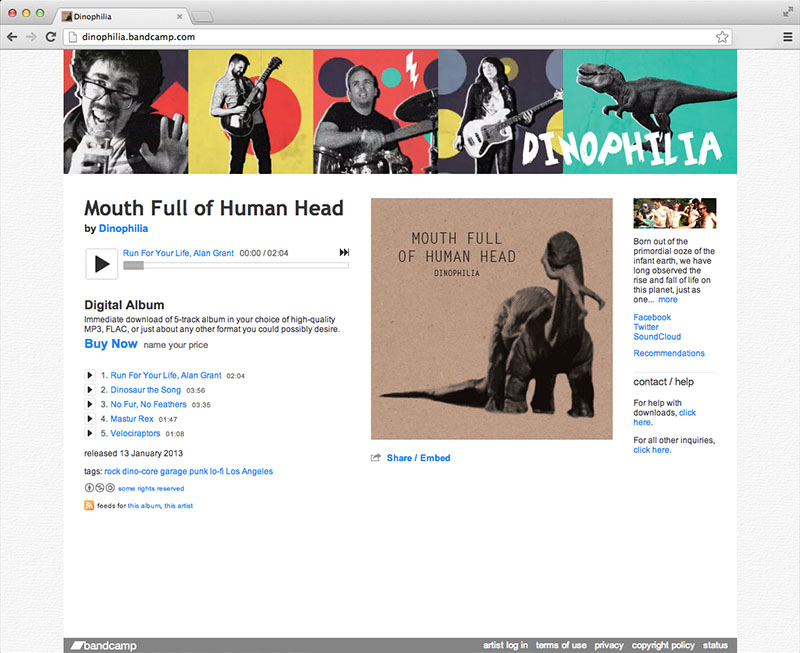 Dinophilia
dinophilia.bandcamp.com
DINOPHILIA
Mouth Full of Human Head
by Dinophilia
Run For Your Life, Alan Grant 00:00 / 02:04
Digital Album
Immediate download of 5-track album in your choice of high-quality
MP3, FLAC, or just about any other format you could possibly desire.
Buy Now name your price
1. Run For Your Life, Alan Grant 02:04
2. Dinosaur the Song 03:56
3. No Fur, No Feathers 03:35
4. Mastur Rex 01:47
5. Velociraptors 01:08
released 13 January 2013
tags: rock dino-core garage punk lo-fi Los Angeles
some rights reserved
feeds for this album, this artist
MOUTH FULL
OF HUMAN HEAD
DINOPHILIA
Share / Embed
Born out of the
primordial ooze of the
infant earth, we have
long observed the
rise and fall of life on
this planet, just as
one... more
Facebook
Twitter
SoundCloud
Recommendations
contact / help
For help with
downloads, click
here.
For all other inquiries,
click here.
bandcamp
artist log in terms of use privacy copyright policy status